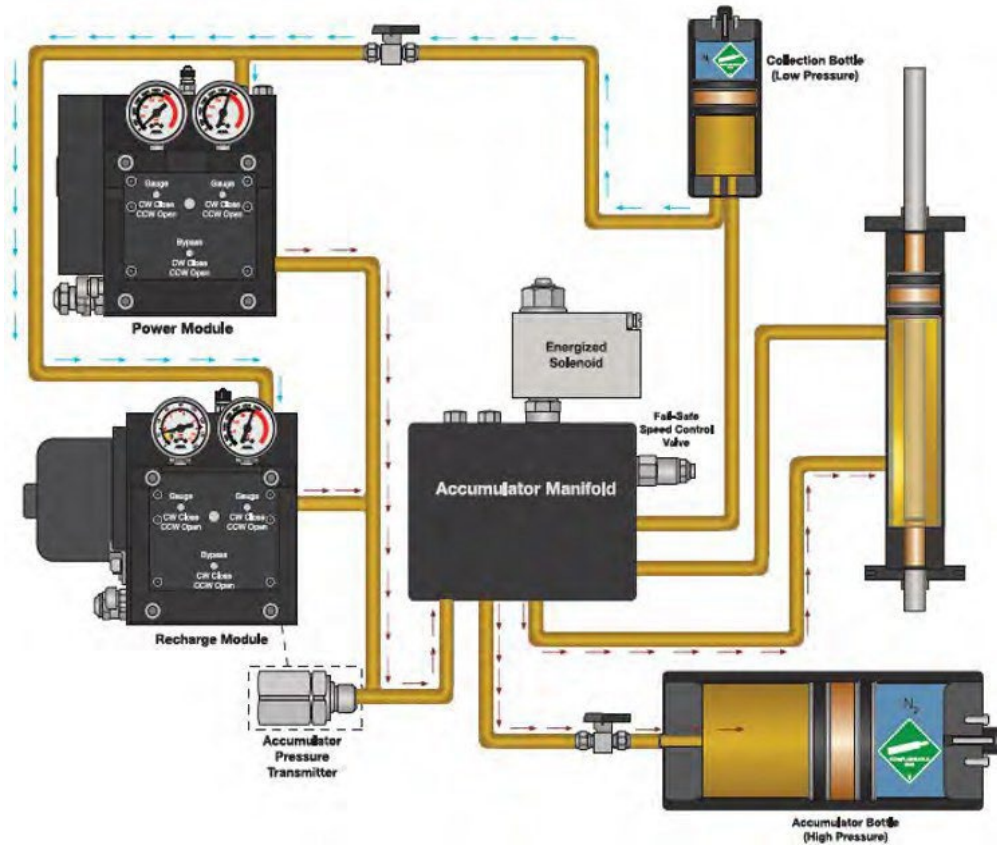 Collection Bottle
(Low Pressure)
N
Gauge
Gauge
CW Close
CCW Open
CW Close
CCW Open
Bypass
CW Close
CCW Open
Power Module
Energized
Solenoid
Fail-Safe
Speed Control
Valve
Accumulator Manifold
Gauge
Gauge
CW Close
CCW Open
CW Close
CCW Open
Bypass
CW Close
CCW Open
Recharge Module
Accumulator
Pressure
Transmitter
N₂
Accumulator Bottle
(High Pressure)